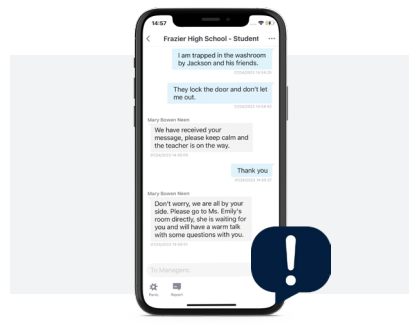 14:57
Frazier High School - Student
I am trapped in the washroom
by Jackson and his friends.
They lock the door and don't let
me out.
Mary Bowen Neen
We have received your
message, please keep calm and
the teacher is on the way.
Thank you
Mary Bowen Neen
Don't worry, we are all by your
side. Please go to Ms. Emily's
room directly, she is waiting for
you and will have a warm talk
with some questions with you.
To Managers
Report
!